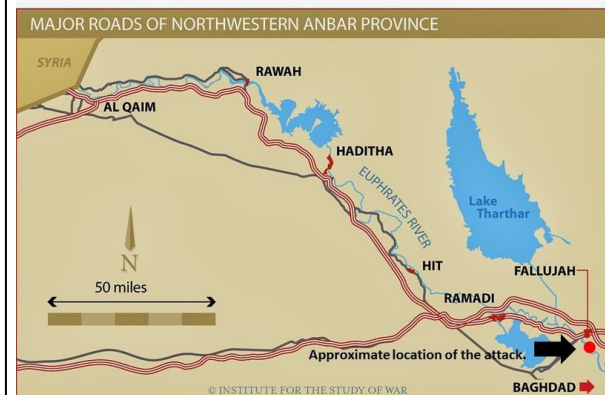 MAJOR ROADS OF NORTHWESTERN ANBAR PROVINCE
SYRIA
RAWAH
AL QAIM
HADITHA
EUPHRATES RIVER
Lake
Tharthar
N
50 miles
HIT
FALLUJAH
RAMADI
Approximate location of the attack.
BAGHDAD
© INSTITUTE FOR THE STUDY OF WAR